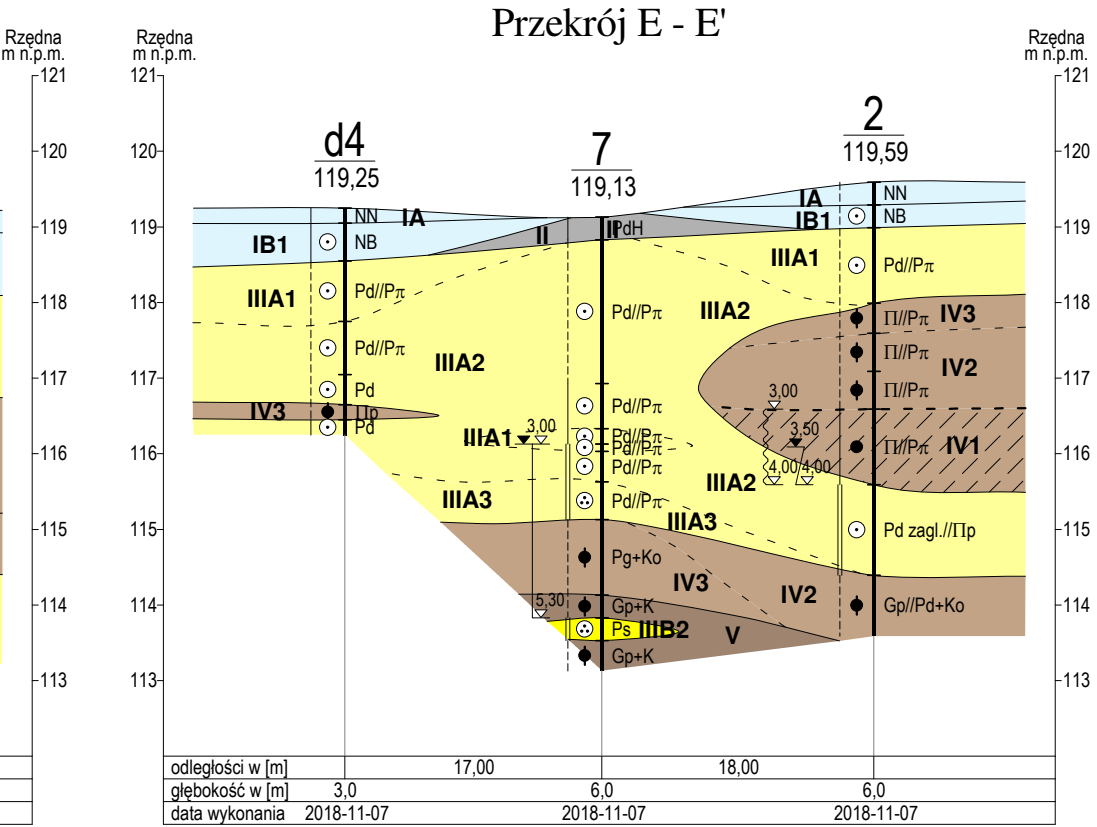 Przekrój E - E'
Rzędna
m n.p.m.
Rzędna
m n.p.m.
Rzędna
m n.p.m.
121
121
121
120
120
120
119
119
119
118
118
118
117
117
117
116
116
116
115
115
115
114
114
114
113
113
113
d4
119,25
7
119,13
2
119,59
NN
IA
IB1
NB
II
II
PdH
IA
IB1
NN
NB
IIIA1
Pd//Pπ
IIIA1
Pd//Pπ
Pd//Pπ
IIIA2
Pd//Pπ
IIIA2
Π//Pπ
IV3
Π//Pπ
IV2
Π//Pπ
Pd
IV3
Πp
Pd
Pd//Pπ
3,00
IIIA1
3,00
Pd//Pπ
Pd//Pπ
Pd//Pπ
3,50
Π//Pπ
IV1
4,00
4,00
IIIA2
IIIA3
Pd//Pπ
IIIA3
Pd zagl.//Πp
Pg+Ko
IV3
IV2
Gp//Pd+Ko
5,30
Gp+K
Ps
IIIB2
V
Gp+K
odległości w [m]
17,00
18,00
głębokość w [m]
3,0
6,0
6,0
data wykonania
2018-11-07
2018-11-07
2018-11-07